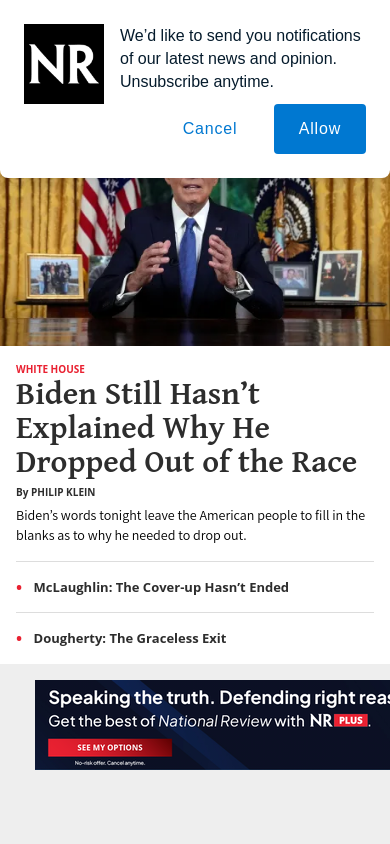 NR
We’d like to send you notifications
of our latest news and opinion.
Unsubscribe anytime.
Cancel
Allow
WHITE HOUSE
Biden Still Hasn’t
Explained Why He
Dropped Out of the Race
By PHILIP KLEIN
Biden’s words tonight leave the American people to fill in the
blanks as to why he needed to drop out.
• McLaughlin: The Cover-up Hasn’t Ended
• Dougherty: The Graceless Exit
Speaking the truth. Defending right reas
Get the best of National Review with NR PLUS.
SEE MY OPTIONS
No-risk offer. Cancel anytime.